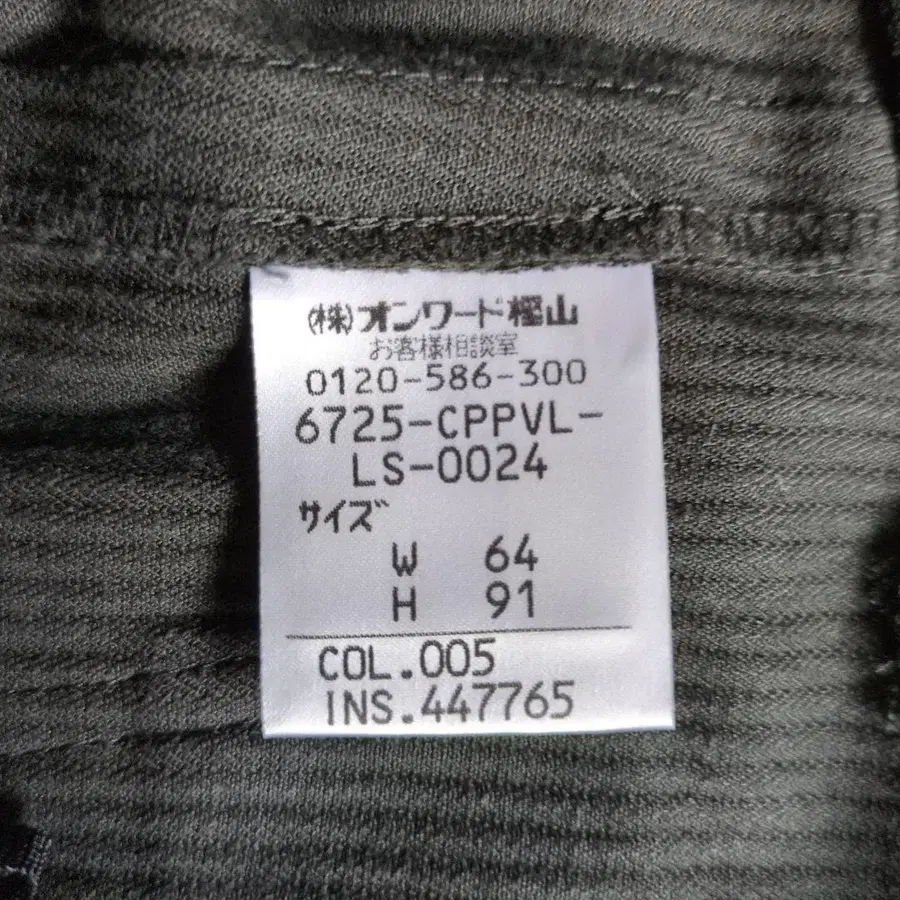 (株)オンワード樫山
お客様相談室
0120-586-300
6725-CPPVL-
LS-0024
サイズ
W 64
H 91
COL.005
INS.447765